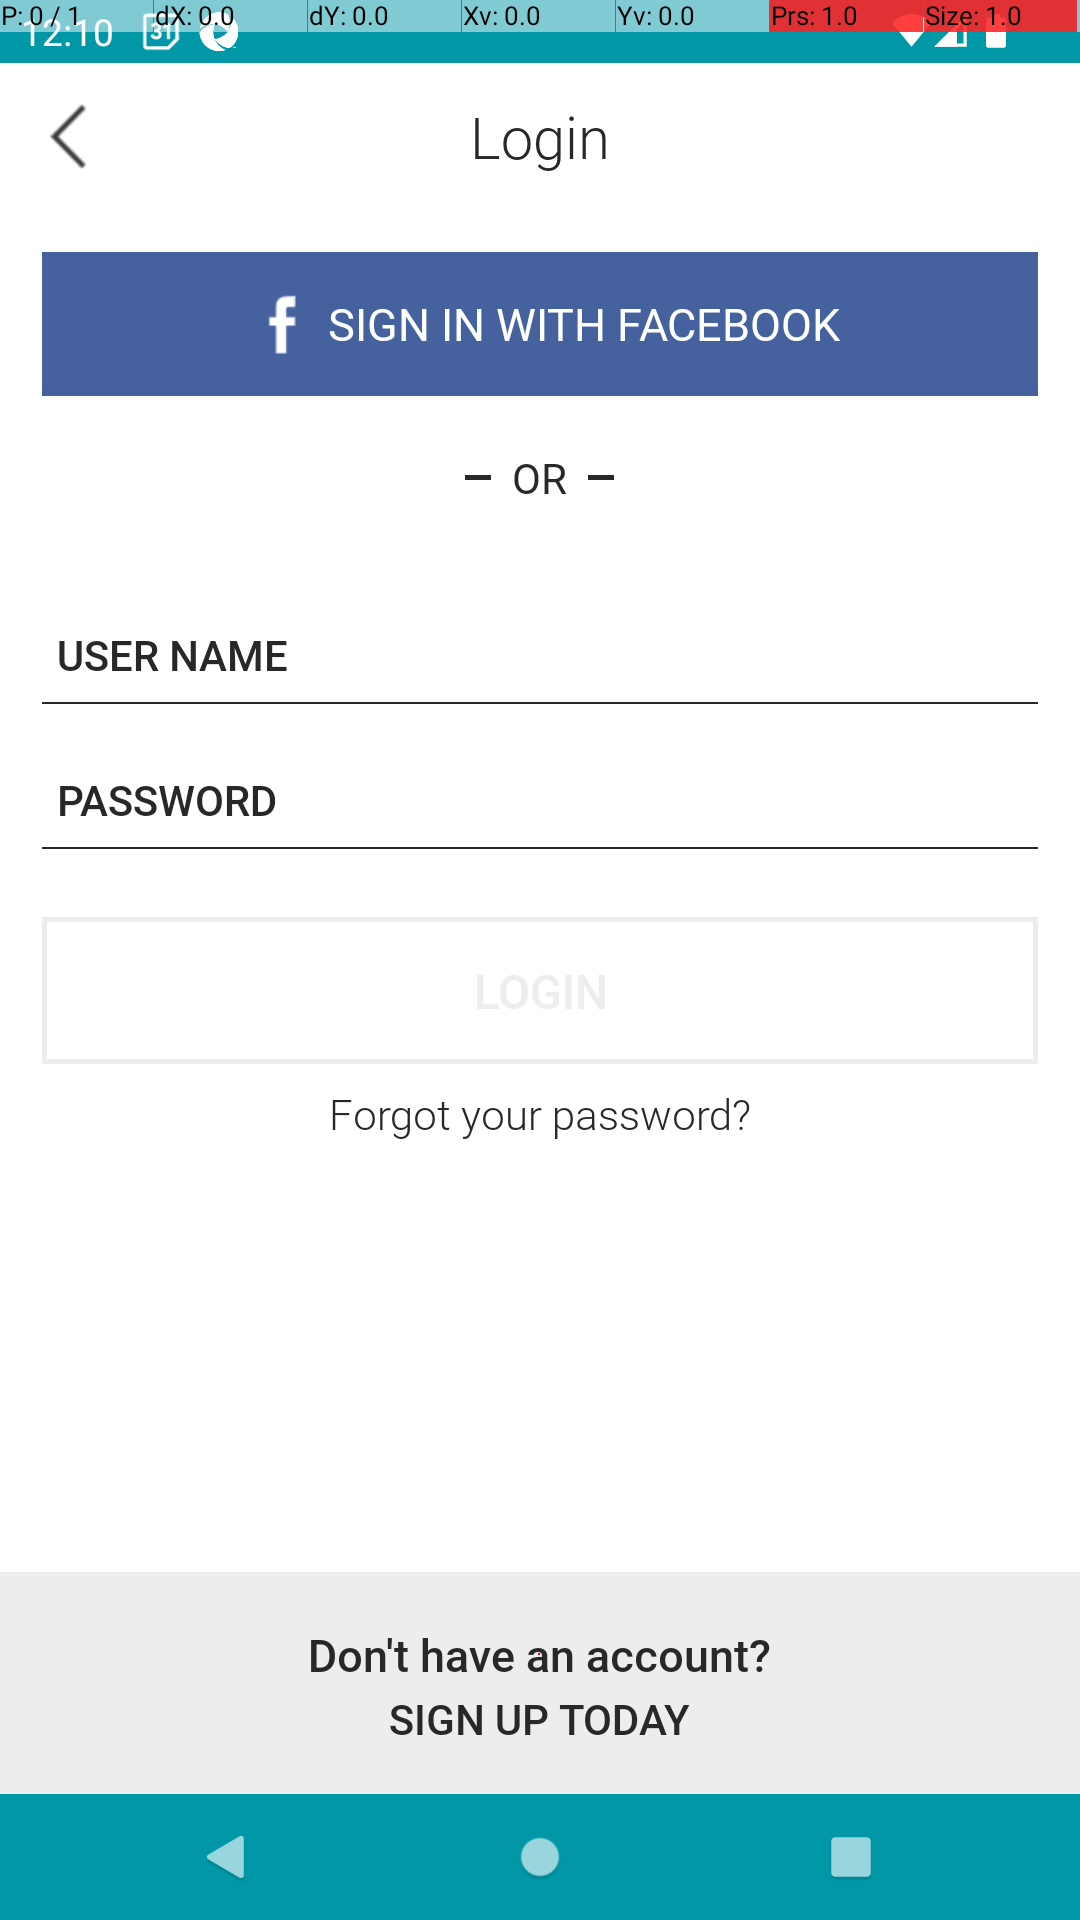 P: 0 / 1 dX: 0.0 dY: 0.0 Xv: 0.0 Yv: 0.0 Prs: 1.0 Size: 1.0
12:10 31
Login
f SIGN IN WITH FACEBOOK
– OR –
USER NAME
PASSWORD
LOGIN
Forgot your password?
Don't have an account?
SIGN UP TODAY